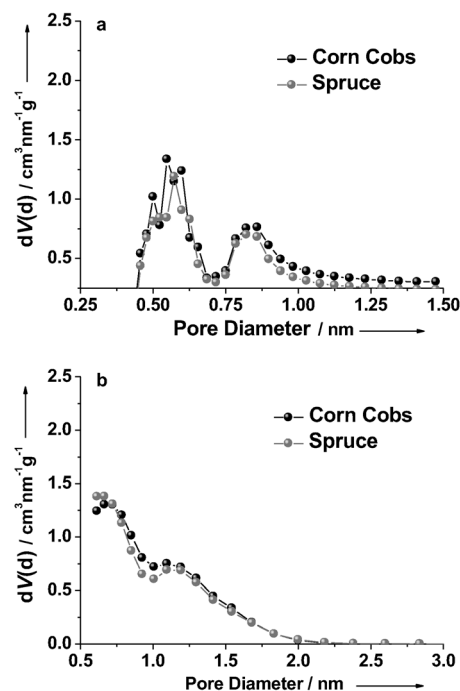 a
2.5
2.0
1.5
1.0
0.5
dV(d) / cm³nm⁻¹g⁻¹
Corn Cobs
Spruce
0.25 0.50 0.75 1.00 1.25 1.50
Pore Diameter / nm
b
2.5
2.0
1.5
1.0
0.5
0.0
dV(d) / cm³nm⁻¹g⁻¹
Corn Cobs
Spruce
0.5 1.0 1.5 2.0 2.5 3.0
Pore Diameter / nm